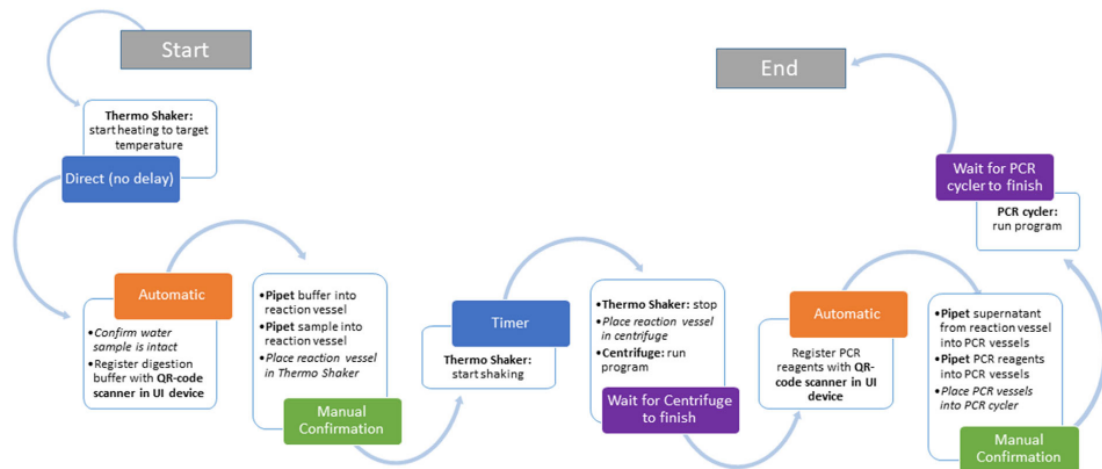 Start
Thermo Shaker:
start heating to target
temperature
Direct (no delay)
Automatic
•Confirm water
sample is intact
•Register digestion
buffer with QR-code
scanner in UI device
•Pipet buffer into
reaction vessel
•Pipet sample into
reaction vessel
•Place reaction vessel
in Thermo Shaker
Manual
Confirmation
Timer
Thermo Shaker:
start shaking
•Thermo Shaker: stop
•Place reaction vessel
in centrifuge
•Centrifuge: run
program
Wait for Centrifuge
to finish
Automatic
Register PCR
reagents with QR-
code scanner in UI
device
•Pipet supernatant
from reaction vessel
into PCR vessels
•Pipet PCR reagents
into PCR vessels
•Place PCR vessels
into PCR cycler
Manual
Confirmation
Wait for PCR
cycler to finish
PCR cycler:
run program
End